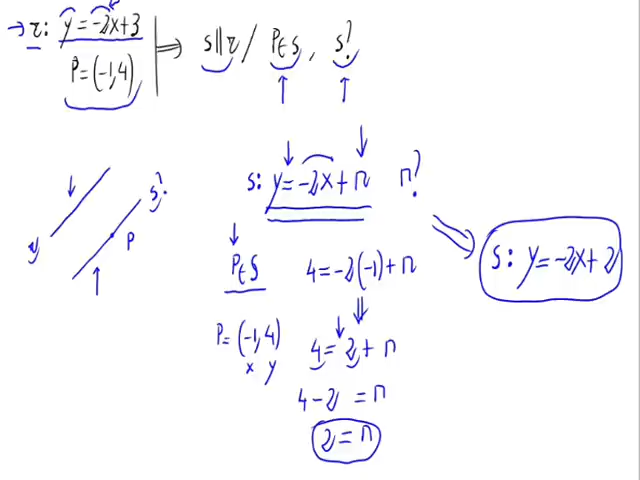 → r: y = -2x+3
P = (-1,4)
⇒ s∥r / P∈s, s?
s: y = -2x + n n?
s?
r
P
P∈s 4 = -2(-1) + n
P = (-1,4)
x y
4 = 2 + n
4-2 = n
2 = n
s: y = -2x + 2